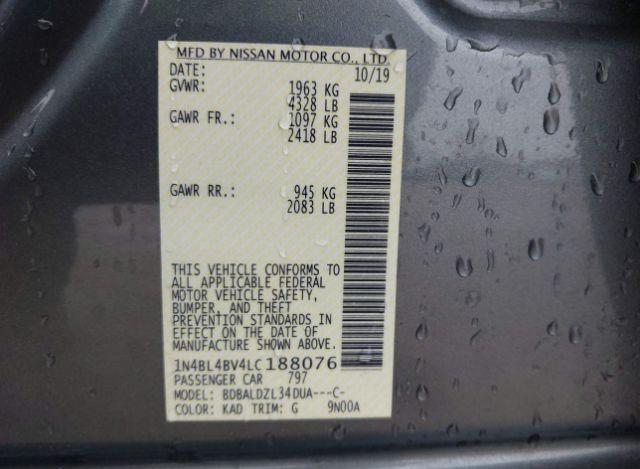 MFD BY NISSAN MOTOR CO., LTD.
DATE: 10/19
GVWR: 1963 KG
4328 LB
GAWR FR.: 1097 KG
2418 LB
GAWR RR.: 945 KG
2083 LB
THIS VEHICLE CONFORMS TO
ALL APPLICABLE FEDERAL
MOTOR VEHICLE SAFETY,
BUMPER, AND THEFT
PREVENTION STANDARDS IN
EFFECT ON THE DATE OF
MANUFACTURE SHOWN ABOVE.
1N4BL4BV4LC188076
PASSENGER CAR 797
MODEL: BDBALDZL34DUA---C-
COLOR: KAD TRIM: G 9N00A